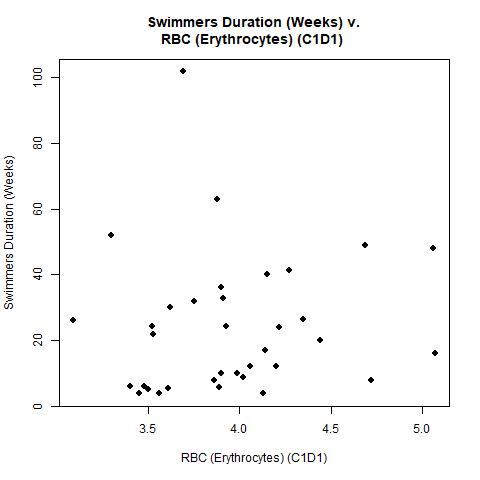 Swimmers Duration (Weeks) v.
RBC (Erythrocytes) (C1D1)
Swimmers Duration (Weeks)
100
80
60
40
20
0
3.5 4.0 4.5 5.0
RBC (Erythrocytes) (C1D1)